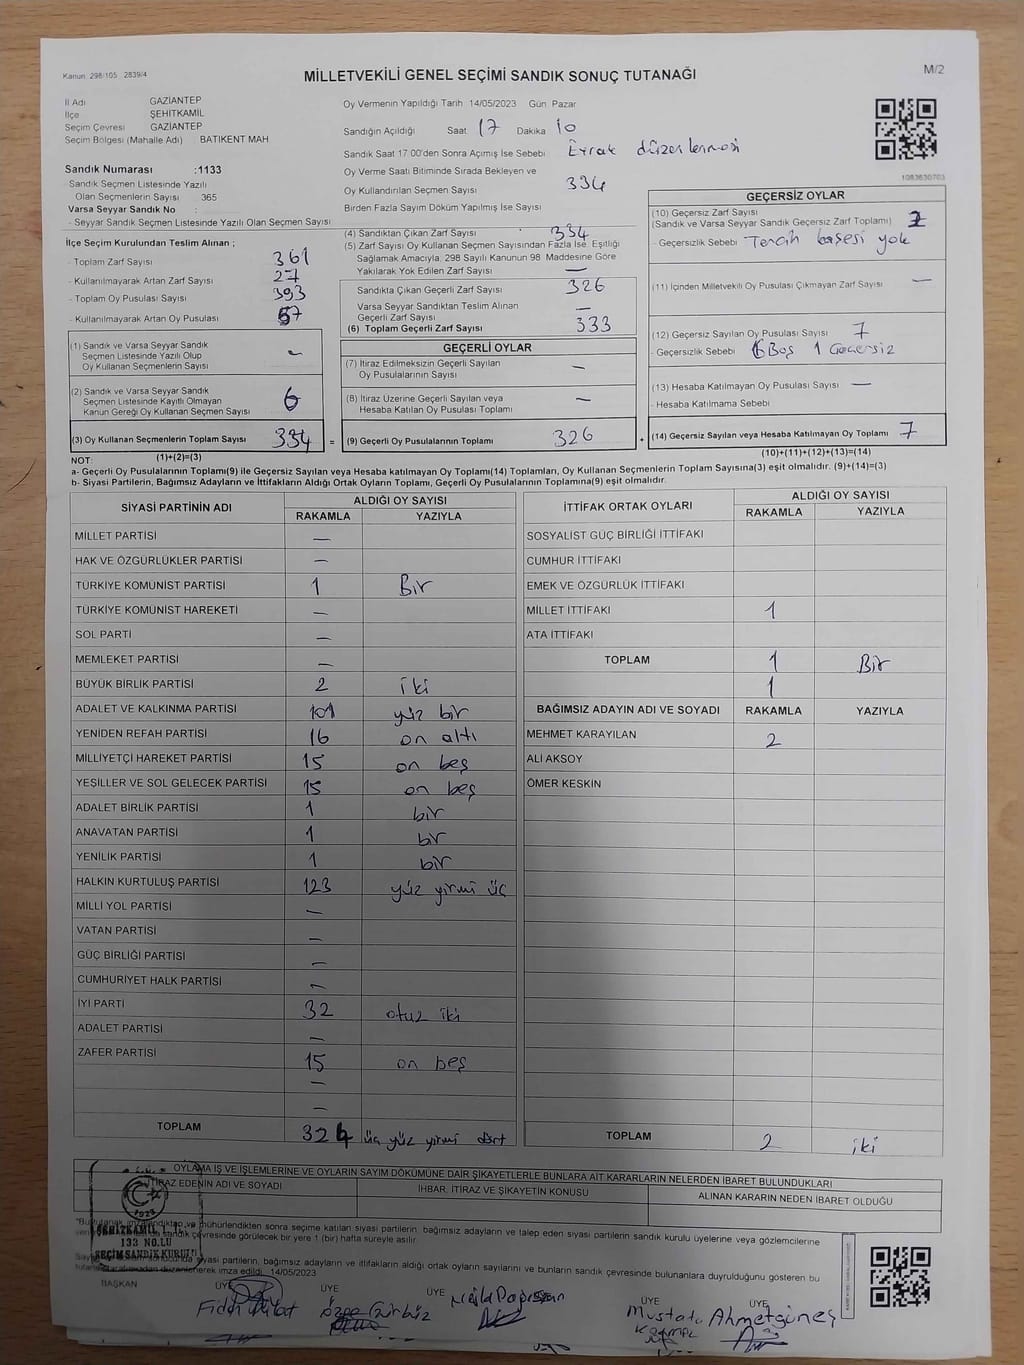 Kanun 298/105 2839/4
MİLLETVEKİLİ GENEL SEÇİMİ SANDIK SONUÇ TUTANAĞI
M/2
İl Adı GAZİANTEP
İlçe ŞEHİTKAMİL
Seçim Çevresi GAZİANTEP
Seçim Bölgesi (Mahalle Adı) BATIKENT MAH
Sandık Numarası :1133
- Sandık Seçmen Listesinde Yazılı
Olan Seçmenlerin Sayısı 365
Varsa Seyyar Sandık No :
- Seyyar Sandık Seçmen Listesinde Yazılı Olan Seçmen Sayısı
İlçe Seçim Kurulundan Teslim Alınan ;
- Toplam Zarf Sayısı 361
- Kullanılmayarak Artan Zarf Sayısı 27
- Toplam Oy Pusulası Sayısı 393
- Kullanılmayarak Artan Oy Pusulası 57
(1) Sandık ve Varsa Seyyar Sandık
Seçmen Listesinde Yazılı Olup
Oy Kullanan Seçmenlerin Sayısı –
(2) Sandık ve Varsa Seyyar Sandık
Seçmen Listesinde Kayıtlı Olmayan
Kanun Gereği Oy Kullanan Seçmen Sayısı 6
(3) Oy Kullanan Seçmenlerin Toplam Sayısı 334 =
(1)+(2)=(3)
Oy Vermenin Yapıldığı Tarih 14/05/2023 Gün Pazar
Sandığın Açıldığı Saat 17 Dakika 10
Sandık Saat 17:00'den Sonra Açımış İse Sebebi Evrak düzenlenmesi
Oy Verme Saati Bitiminde Sırada Bekleyen ve
Oy Kullandırılan Seçmen Sayısı 334
Birden Fazla Sayım Döküm Yapılmış İse Sayısı
(4) Sandıktan Çıkan Zarf Sayısı : 334
(5) Zarf Sayısı Oy Kullanan Seçmen Sayısından Fazla İse, Eşitliği
Sağlamak Amacıyla, 298 Sayılı Kanunun 98. Maddesine Göre
Yakılarak Yok Edilen Zarf Sayısı —
Sandıkta Çıkan Geçerli Zarf Sayısı 326
Varsa Seyyar Sandıktan Teslim Alınan
Geçerli Zarf Sayısı —
(6) Toplam Geçerli Zarf Sayısı 333
GEÇERLİ OYLAR
(7) İtiraz Edilmeksizin Geçerli Sayılan
Oy Pusulalarının Sayısı —
(8) İtiraz Üzerine Geçerli Sayılan veya
Hesaba Katılan Oy Pusulası Toplamı —
(9) Geçerli Oy Pusulalarının Toplamı 326 +
1083630703
GEÇERSİZ OYLAR
(10) Geçersiz Zarf Sayısı
(Sandık ve Varsa Seyyar Sandık Geçersiz Zarf Toplamı)
- Geçersizlik Sebebi Tercih başesi yok
(11) İçinden Milletvekili Oy Pusulası Çıkmayan Zarf Sayısı —
(12) Geçersiz Sayılan Oy Pusulası Sayısı 7
- Geçersizlik Sebebi 6 Boş 1 Geçersiz
(13) Hesaba Katılmayan Oy Pusulası Sayısı —
- Hesaba Katılmama Sebebi
(14) Geçersiz Sayılan veya Hesaba Katılmayan Oy Toplamı 7
(10)+(11)+(12)+(13)=(14)
NOT:
a- Geçerli Oy Pusulalarının Toplamı(9) ile Geçersiz Sayılan veya Hesaba katılmayan Oy Toplamı(14) Toplamları, Oy Kullanan Seçmenlerin Toplam Sayısına(3) eşit olmalıdır. (9)+(14)=(3)
b- Siyasi Partilerin, Bağımsız Adayların ve İttifakların Aldığı Ortak Oyların Toplamı, Geçerli Oy Pusulalarının Toplamına(9) eşit olmalıdır.
SİYASİ PARTİNİN ADI ALDIĞI OY SAYISI
RAKAMLA YAZIYLA
MİLLET PARTİSİ —
HAK VE ÖZGÜRLÜKLER PARTİSİ —
TÜRKİYE KOMÜNİST PARTİSİ 1 Bir
TÜRKİYE KOMÜNİST HAREKETİ —
SOL PARTİ —
MEMLEKET PARTİSİ —
BÜYÜK BİRLİK PARTİSİ 2 iki
ADALET VE KALKINMA PARTİSİ 101 yüz bir
YENİDEN REFAH PARTİSİ 16 on altı
MİLLİYETÇİ HAREKET PARTİSİ 15 on beş
YEŞİLLER VE SOL GELECEK PARTİSİ 15 on beş
ADALET BİRLİK PARTİSİ 1 bir
ANAVATAN PARTİSİ 1 bir
YENİLİK PARTİSİ 1 bir
HALKIN KURTULUŞ PARTİSİ 123 yüz yirmi üç
MİLLİ YOL PARTİSİ —
VATAN PARTİSİ —
GÜÇ BİRLİĞİ PARTİSİ —
CUMHURİYET HALK PARTİSİ —
İYİ PARTİ 32 otuz iki
ADALET PARTİSİ —
ZAFER PARTİSİ 15 on beş
—
—
TOPLAM 324 üç yüz yirmi dört
İTTİFAK ORTAK OYLARI ALDIĞI OY SAYISI
RAKAMLA YAZIYLA
SOSYALİST GÜÇ BİRLİĞİ İTTİFAKI
CUMHUR İTTİFAKI
EMEK VE ÖZGÜRLÜK İTTİFAKI
MİLLET İTTİFAKI 1
ATA İTTİFAKI
TOPLAM 1 Bir
1
BAĞIMSIZ ADAYIN ADI VE SOYADI RAKAMLA YAZIYLA
MEHMET KARAYILAN 2
ALİ AKSOY
ÖMER KESKİN
TOPLAM 2 iki
OYLAMA İŞ VE İŞLEMLERİNE VE OYLARIN SAYIM DÖKÜMÜNE DAİR ŞİKAYETLERLE BUNLARA AİT KARARLARIN NELERDEN İBARET BULUNDUKLARI
İTİRAZ EDENİN ADI VE SOYADI İHBAR, İTİRAZ VE ŞİKAYETİN KONUSU ALINAN KARARIN NEDEN İBARET OLDUĞU
mühürlendikten sonra seçime katılan siyasi partilerin, bağımsız adayların ve talep eden siyasi partilerin sandık kurulu üyelerine veya gözlemcilerine
sandık çevresinde görülecek bir yere 1 (bir) hafta süreyle asılır.
siyasi partilerin, bağımsız adayların ve ittifakların aldığı ortak oyların sayılarını ve bunların sandık çevresinde bulunanlara duyrulduğunu gösteren bu
düzenlenerek imza edildi. 14/05/2023
ŞEHİTKAMİL
133 NO.LU
SEÇİM SANDIK KURULU
BAŞKAN ÜYE ÜYE ÜYE ÜYE ÜYE
Özge Gürbüz
Mustafa
Ahmet güneş